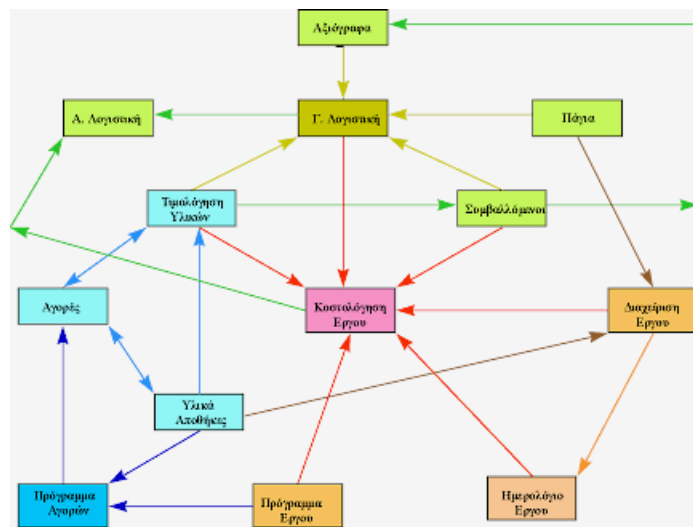 Αξιόγραφα
Α. Λογιστική
Γ. Λογιστική
Πάγια
Τιμολόγηση
Υλικών
Συμβαλλόμενοι
Αγορές
Κοστολόγηση
Εργου
Διαχείριση
Εργου
Υλικά
Αποθήκες
Πρόγραμμα
Αγορών
Πρόγραμμα
Εργου
Ημερολόγιο
Εργου